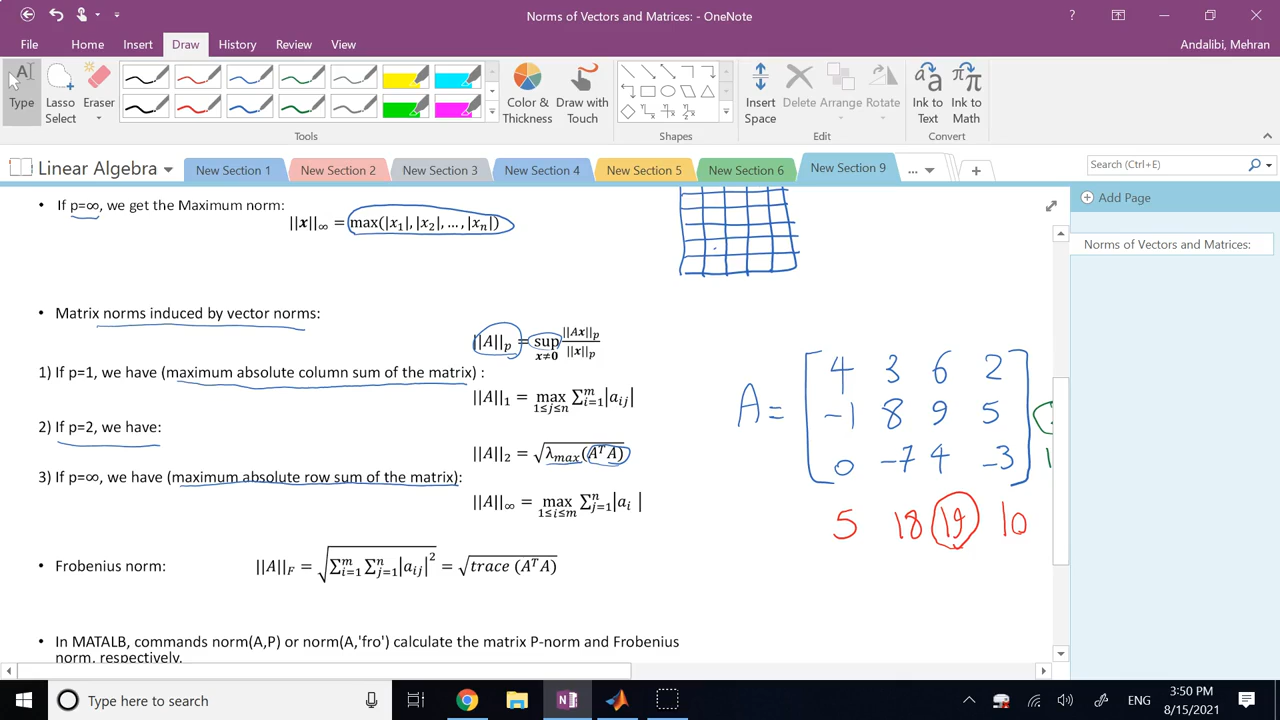 Norms of Vectors and Matrices: - OneNote
?
File Home Insert Draw History Review View
Andalibi, Mehran
A
Type
Lasso Select
Eraser
Color & Thickness
Draw with Touch
Insert Space
Delete
Arrange
Rotate
a a
Ink to Text
π π
Ink to Math
Tools
Shapes
Edit
Convert
Linear Algebra
New Section 1
New Section 2
New Section 3
New Section 4
New Section 5
New Section 6
New Section 9
...
+
Search (Ctrl+E)
Add Page
Norms of Vectors and Matrices:
• If p=∞, we get the Maximum norm:
||x||∞ = max(|x1|, |x2|, ..., |xn|)
• Matrix norms induced by vector norms:
||A||p = sup x≠0 ||Ax||p / ||x||p
1) If p=1, we have (maximum absolute column sum of the matrix) :
||A||1 = max 1≤j≤n ∑_{i=1}^{m}|aij|
2) If p=2, we have:
||A||2 = √λmax(AᵀA)
3) If p=∞, we have (maximum absolute row sum of the matrix):
||A||∞ = max 1≤i≤m ∑_{j=1}^{n}|ai |
• Frobenius norm:
||A||F = √∑_{i=1}^{m} ∑_{j=1}^{n}|aij|² = √trace (AᵀA)
• In MATALB, commands norm(A,P) or norm(A,'fro') calculate the matrix P-norm and Frobenius
norm, respectively.
4 3 6 2
A = -1 8 9 5
0 -7 4 -3
5 18 19 10
Type here to search
ENG
3:50 PM
8/15/2021